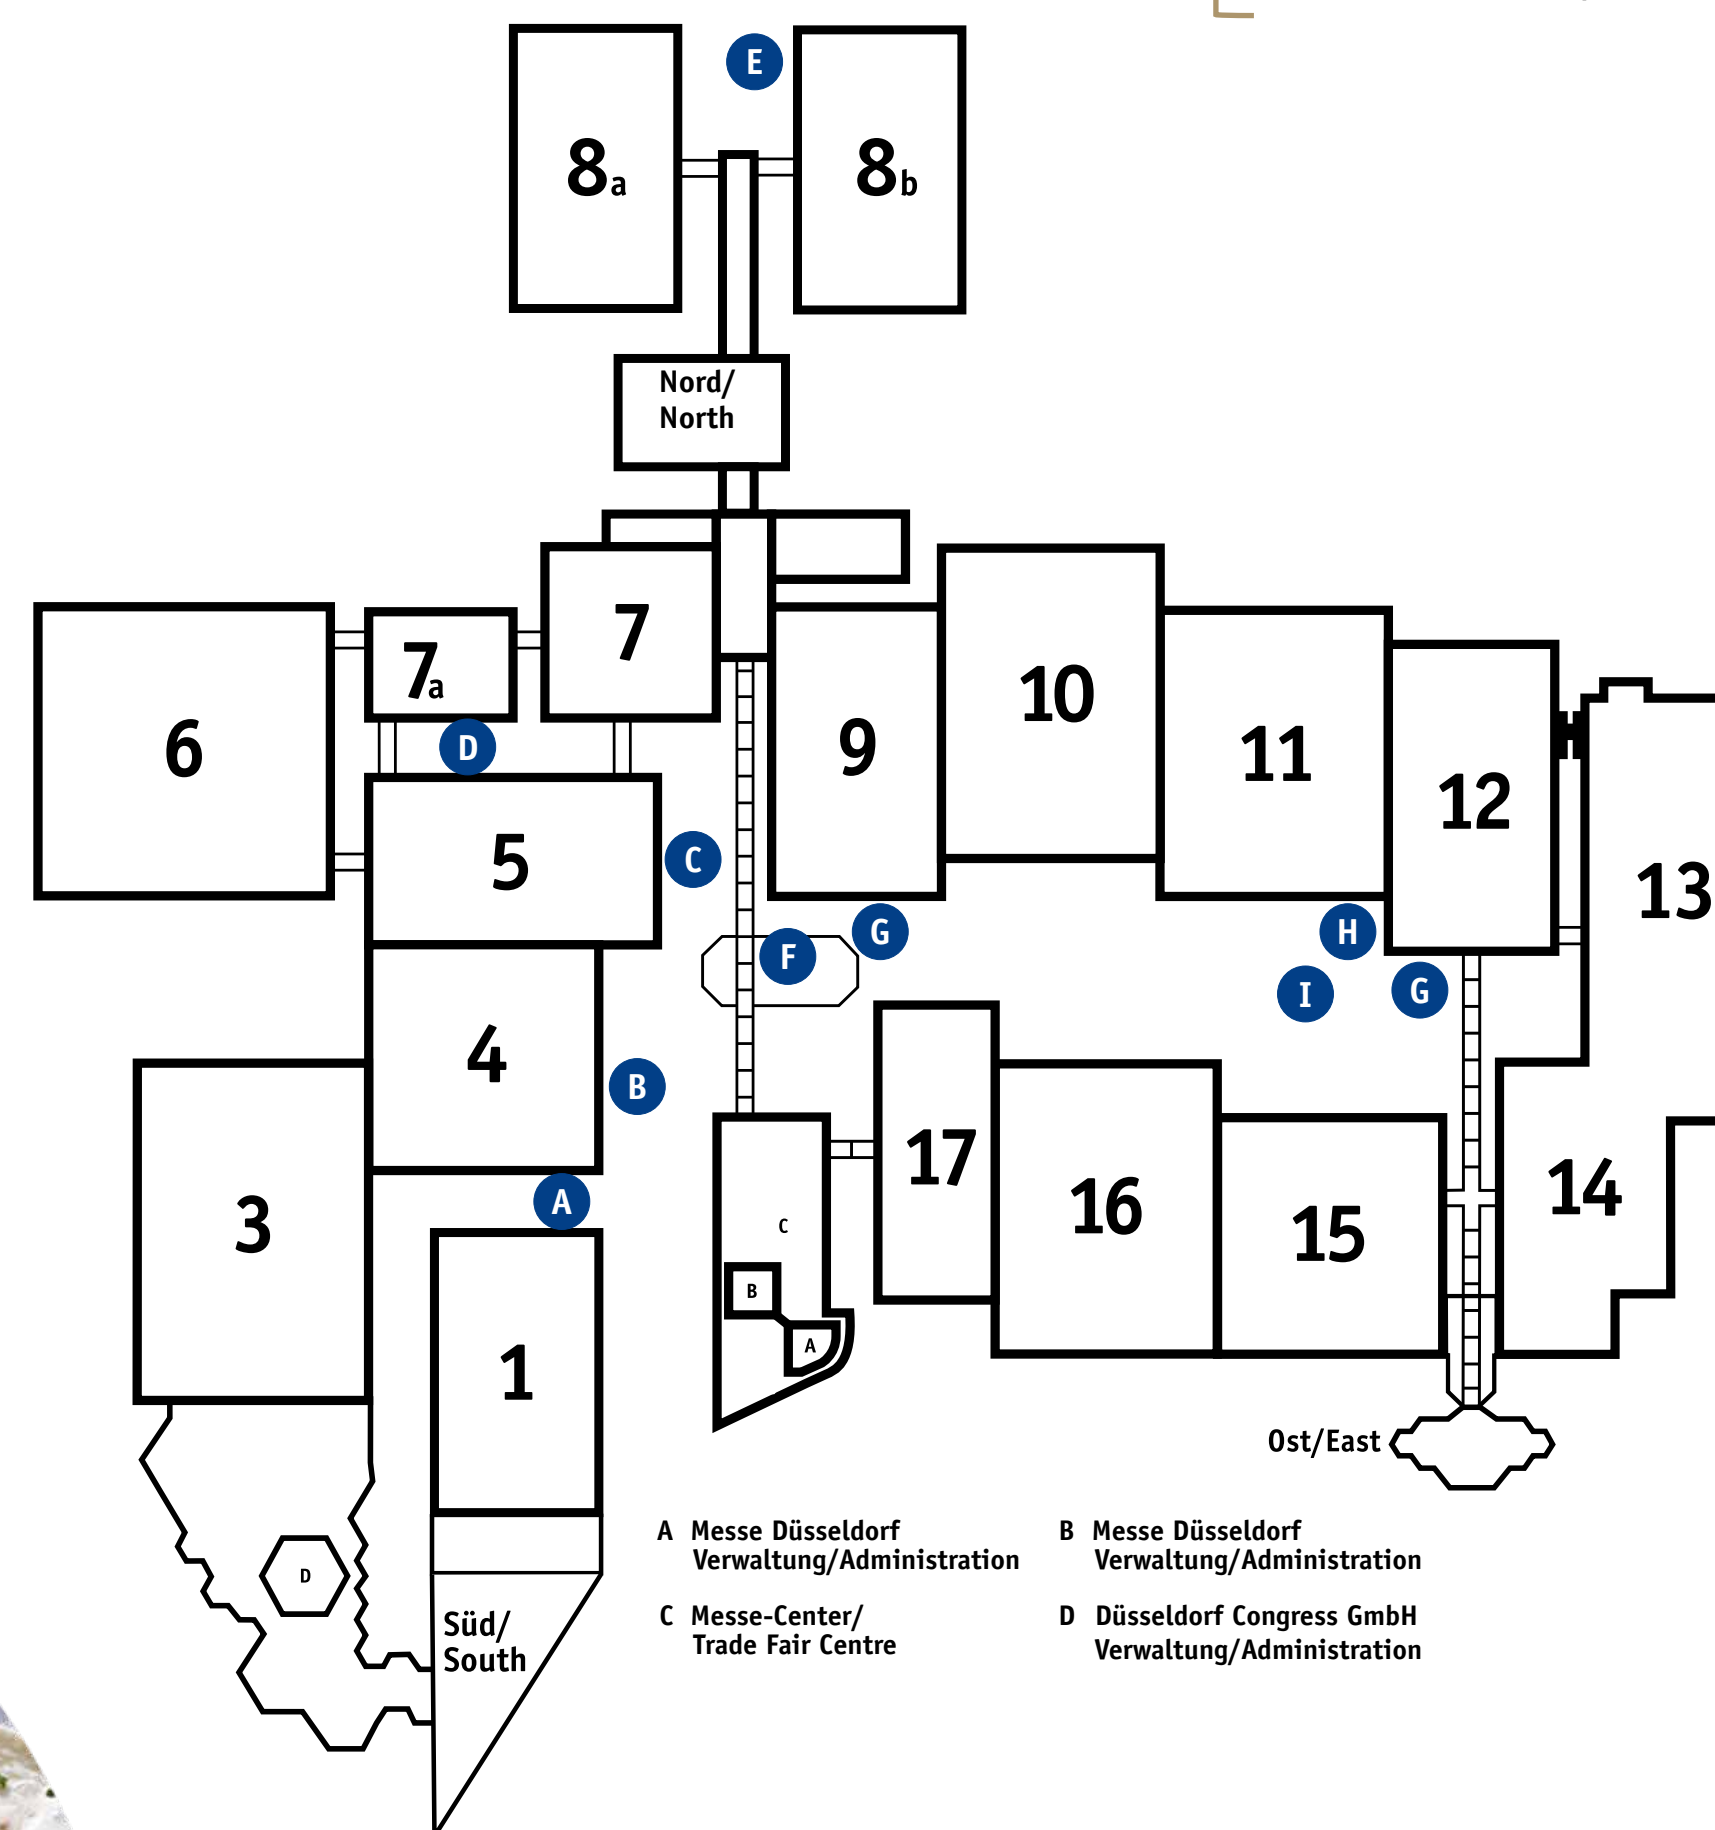 E
8a
8b
Nord/
North
7
7a
6
10
9
11
12
13
D
5
C
G
H
F
I
G
4
B
17
16
15
14
3
A
C
B
A
1
Ost/East
A Messe Düsseldorf
Verwaltung/Administration
B Messe Düsseldorf
Verwaltung/Administration
C Messe-Center/
Trade Fair Centre
D Düsseldorf Congress GmbH
Verwaltung/Administration
D
Süd/
South